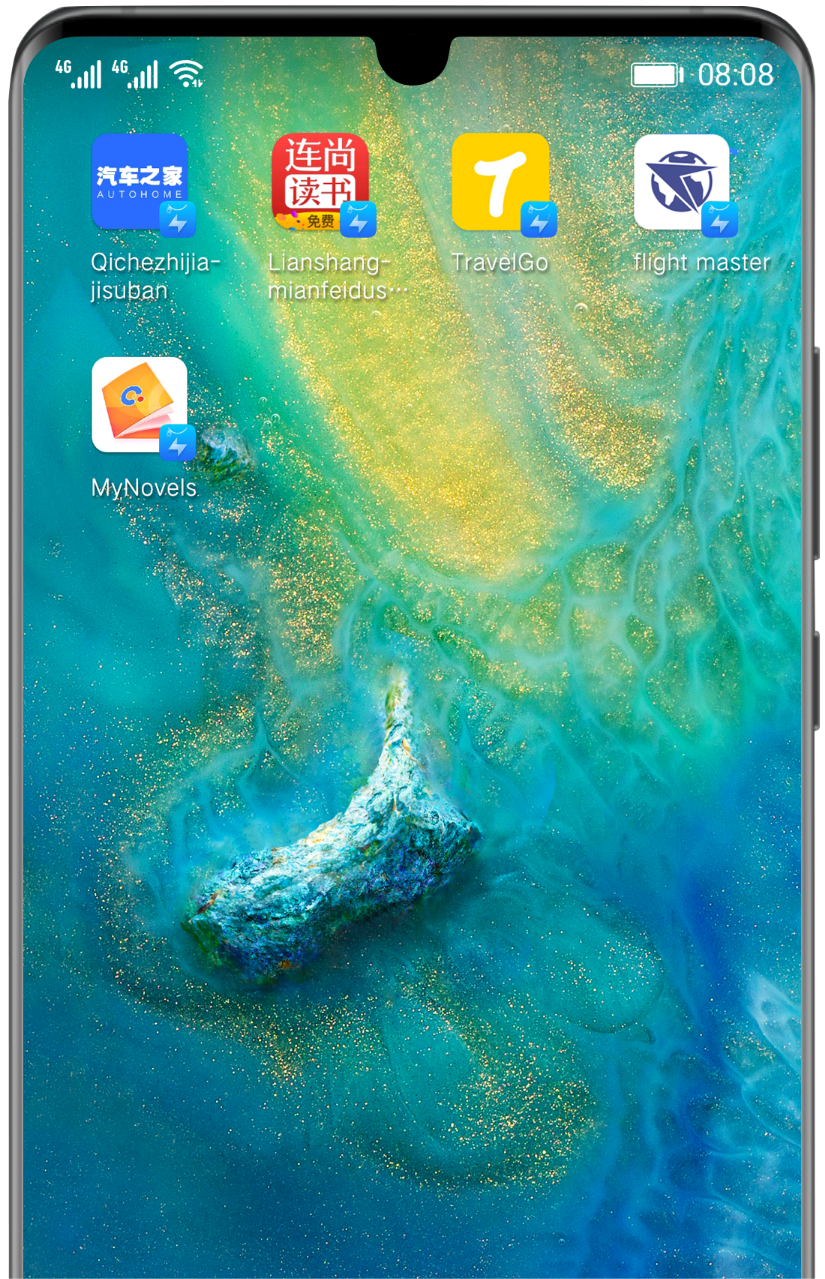 4G 4G 08:08
汽车之家
AUTOHOME
连尚
读书
免费
Qichezhijia-
jisuban
Lianshang-
mianfeidus…
TravelGo
flight master
MyNovels